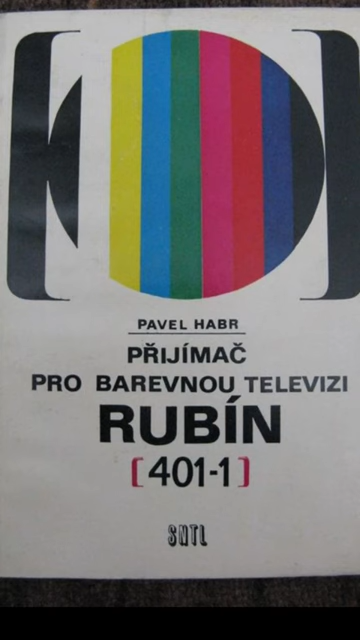 PAVEL HABR
PŘIJÍMAČ
PRO BAREVNOU TELEVIZI
RUBÍN
[401-1]
SNTL